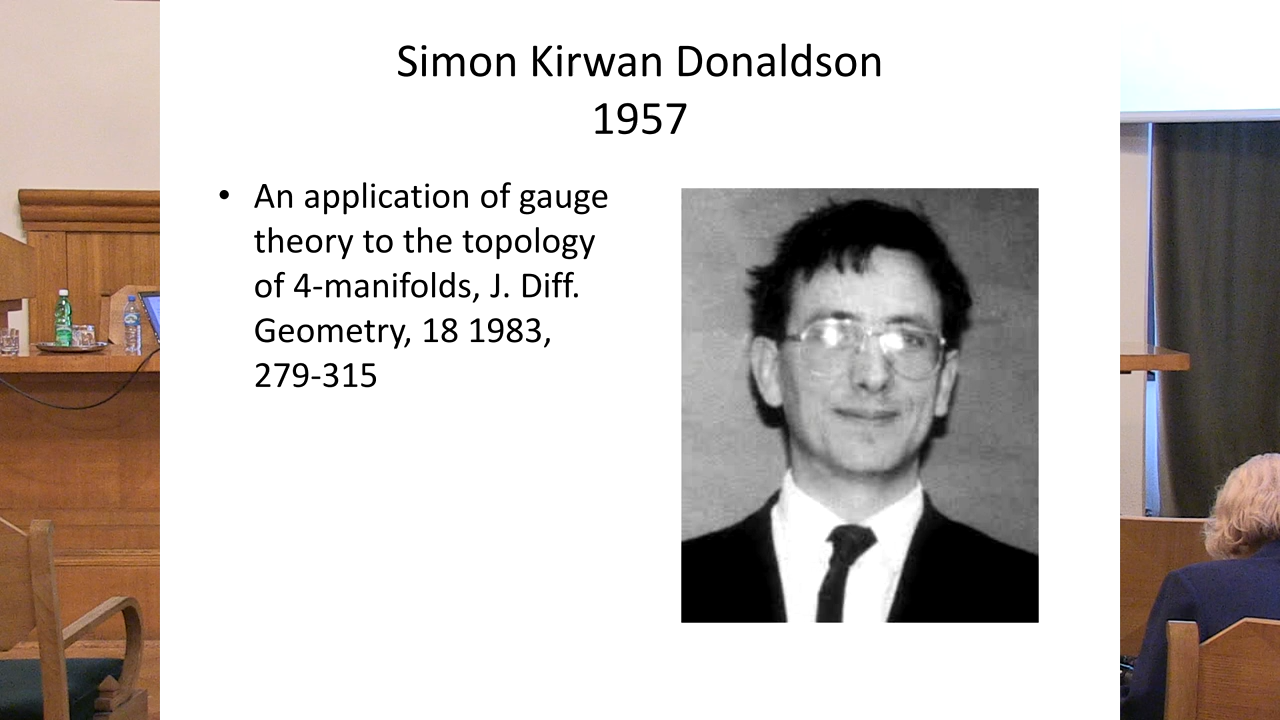 Simon Kirwan Donaldson
1957
• An application of gauge
theory to the topology
of 4-manifolds, J. Diff.
Geometry, 18 1983,
279-315